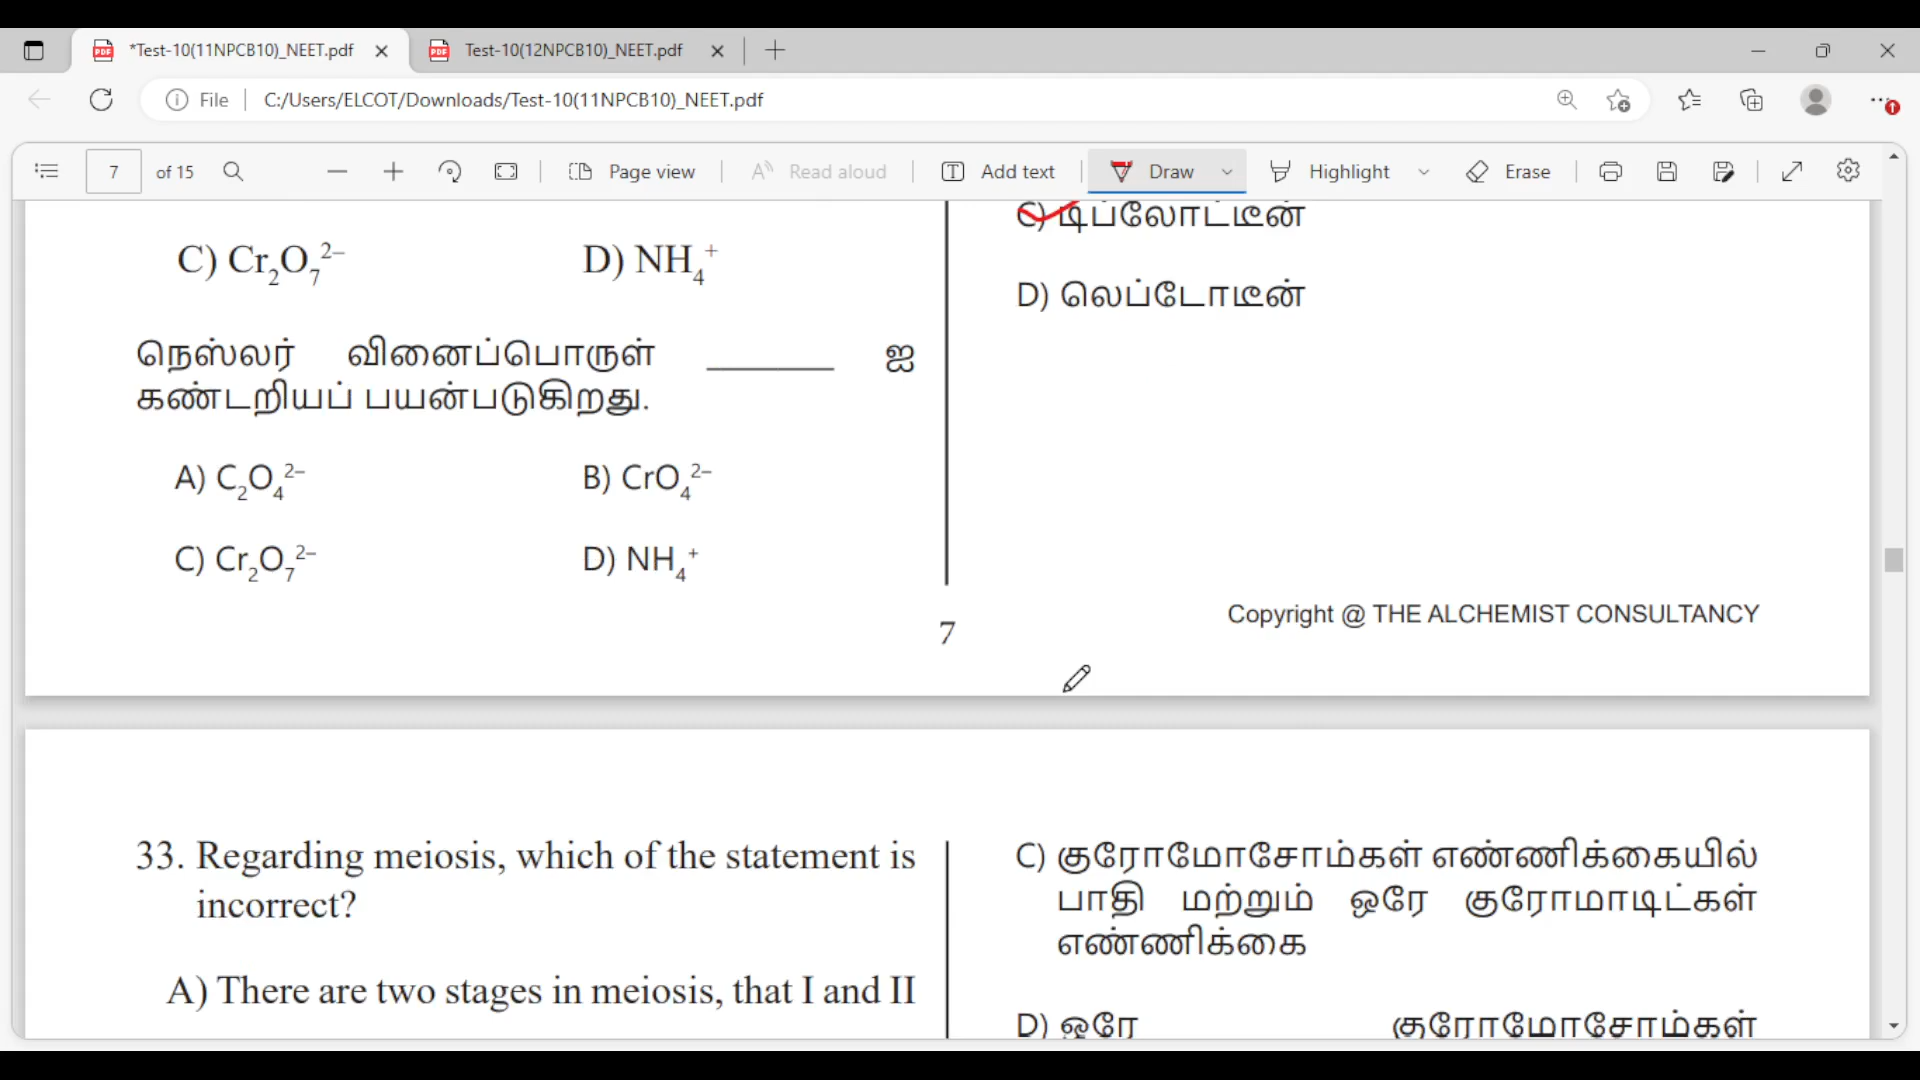 *Test-10(11NPCB10)_NEET.pdf
Test-10(12NPCB10)_NEET.pdf
File
C:/Users/ELCOT/Downloads/Test-10(11NPCB10)_NEET.pdf
7 of 15
Page view
Read aloud
Add text
Draw
Highlight
Erase
C) Cr₂O₇²⁻ D) NH₄⁺
நெஸ்லர் வினைப்பொருள் ______ ஐ
கண்டறியப் பயன்படுகிறது.
A) C₂O₄²⁻ B) CrO₄²⁻
C) Cr₂O₇²⁻ D) NH₄⁺
C) டிப்லோட்டீன்
D) லெப்டோடீன்
7
Copyright @ THE ALCHEMIST CONSULTANCY
33. Regarding meiosis, which of the statement is
incorrect?
A) There are two stages in meiosis, that I and II
C) குரோமோசோம்கள் எண்ணிக்கையில்
பாதி மற்றும் ஒரே குரோமாடிட்கள்
எண்ணிக்கை
D) ஒரே குரோமோசோம்கள்